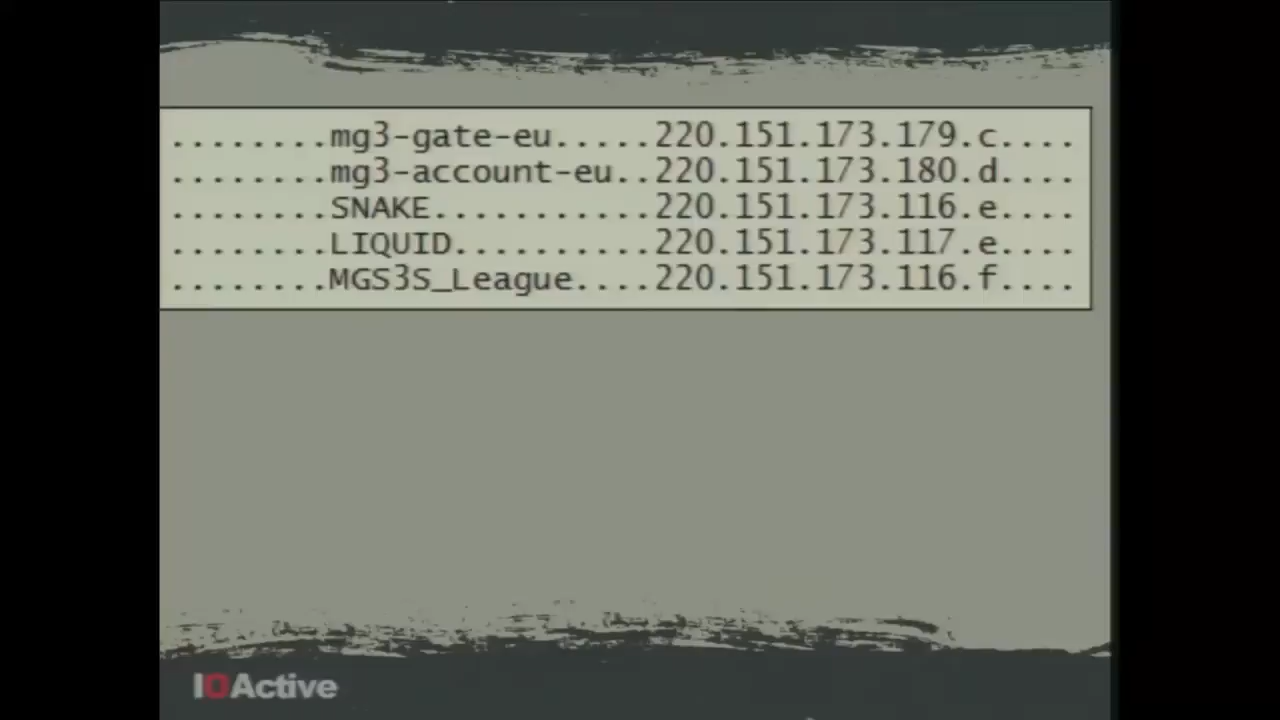 ........mg3-gate-eu.....220.151.173.179.c....
........mg3-account-eu..220.151.173.180.d....
........SNAKE...........220.151.173.116.e....
........LIQUID..........220.151.173.117.e....
........MGS3S_League....220.151.173.116.f....
IOActive